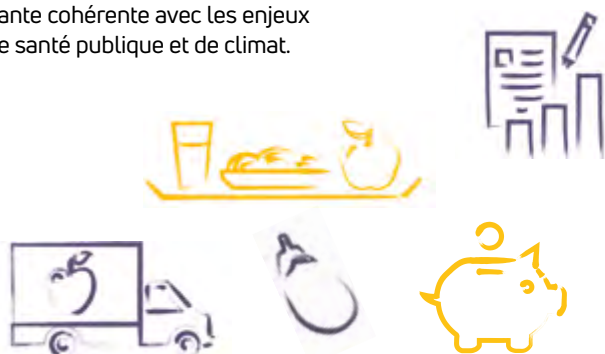 ante cohérente avec les enjeux
e santé publique et de climat.